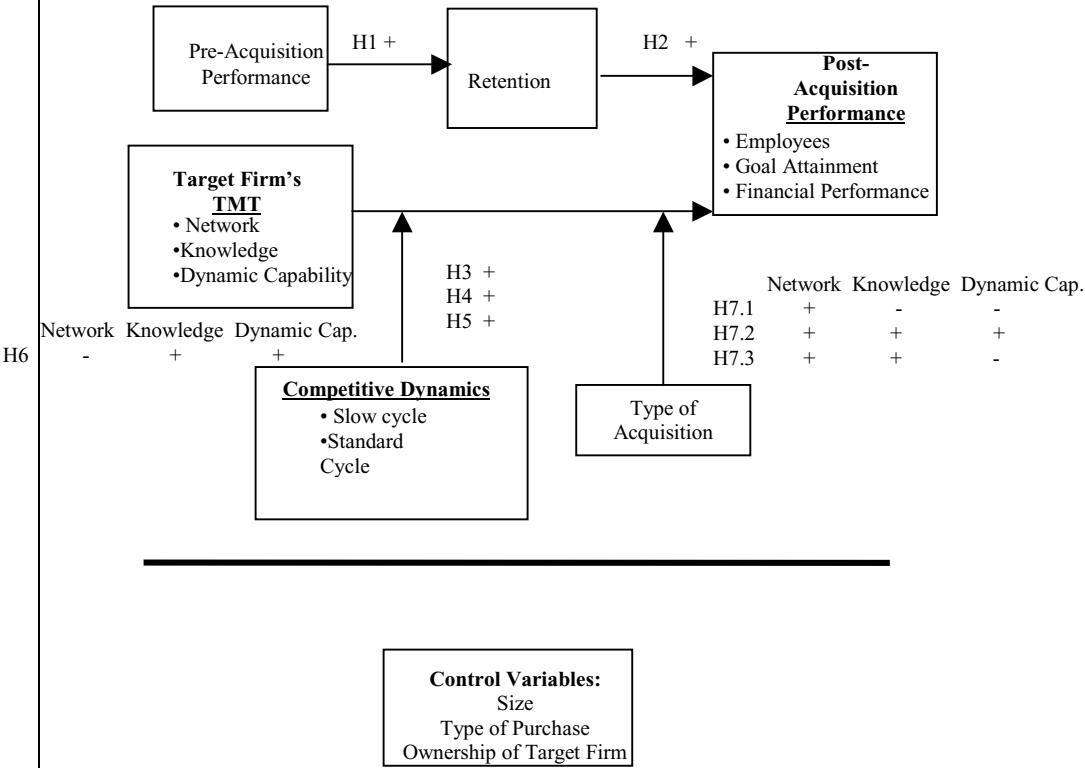 Pre-Acquisition
Performance
H1 +
Retention
H2 +
Post-
Acquisition
Performance
• Employees
• Goal Attainment
• Financial Performance
Target Firm's
TMT
• Network
•Knowledge
•Dynamic Capability
H3 +
H4 +
H5 +
Network Knowledge Dynamic Cap.
H7.1 + - -
H7.2 + + +
H7.3 + + -
Network Knowledge Dynamic Cap.
H6 - + +
Competitive Dynamics
• Slow cycle
•Standard
Cycle
Type of
Acquisition
Control Variables:
Size
Type of Purchase
Ownership of Target Firm